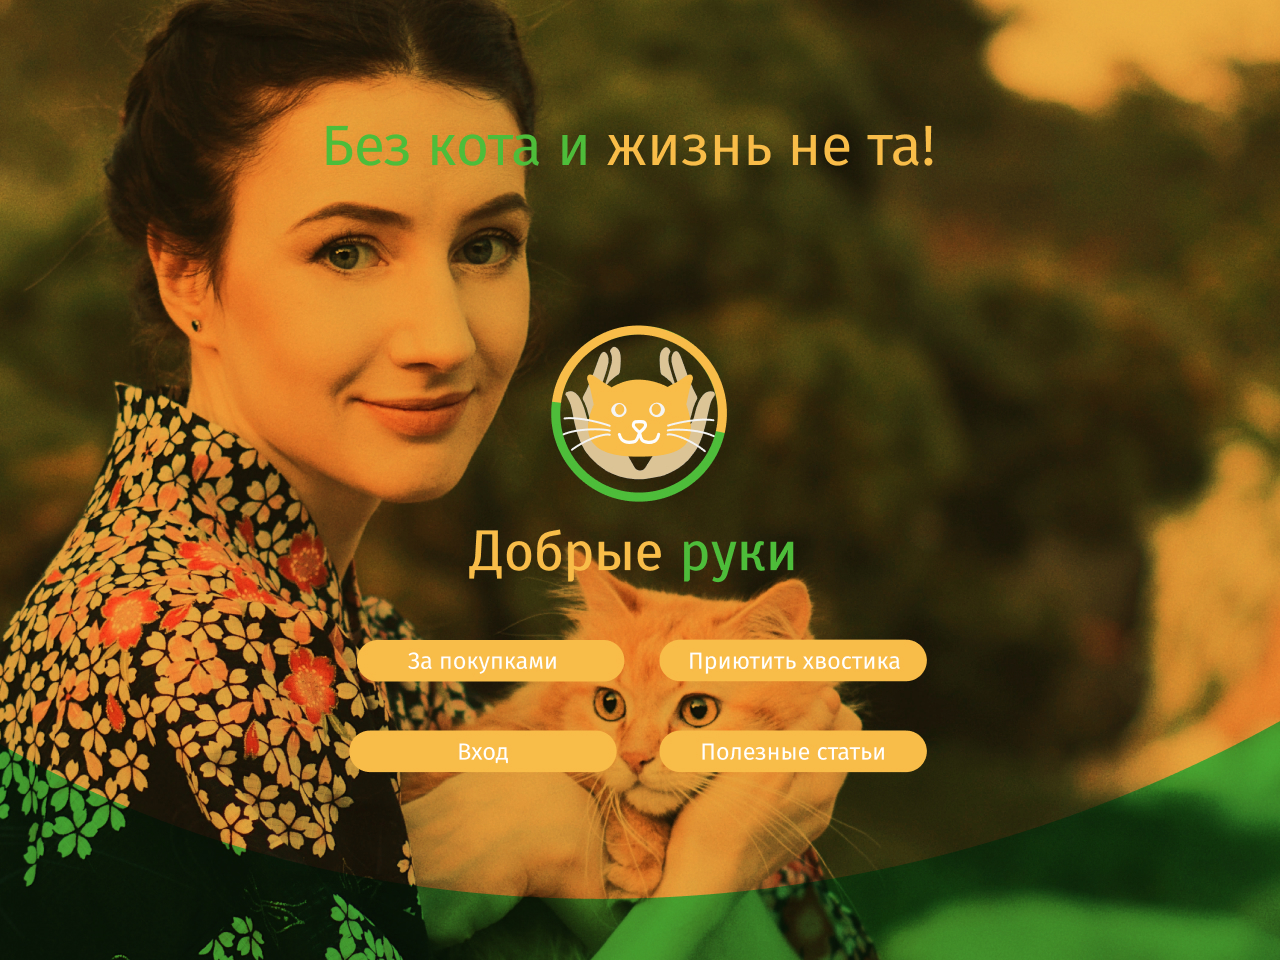 Без кота и жизнь не та!
Добрые руки
За покупками
Приютить хвостика
Вход
Полезные статьи